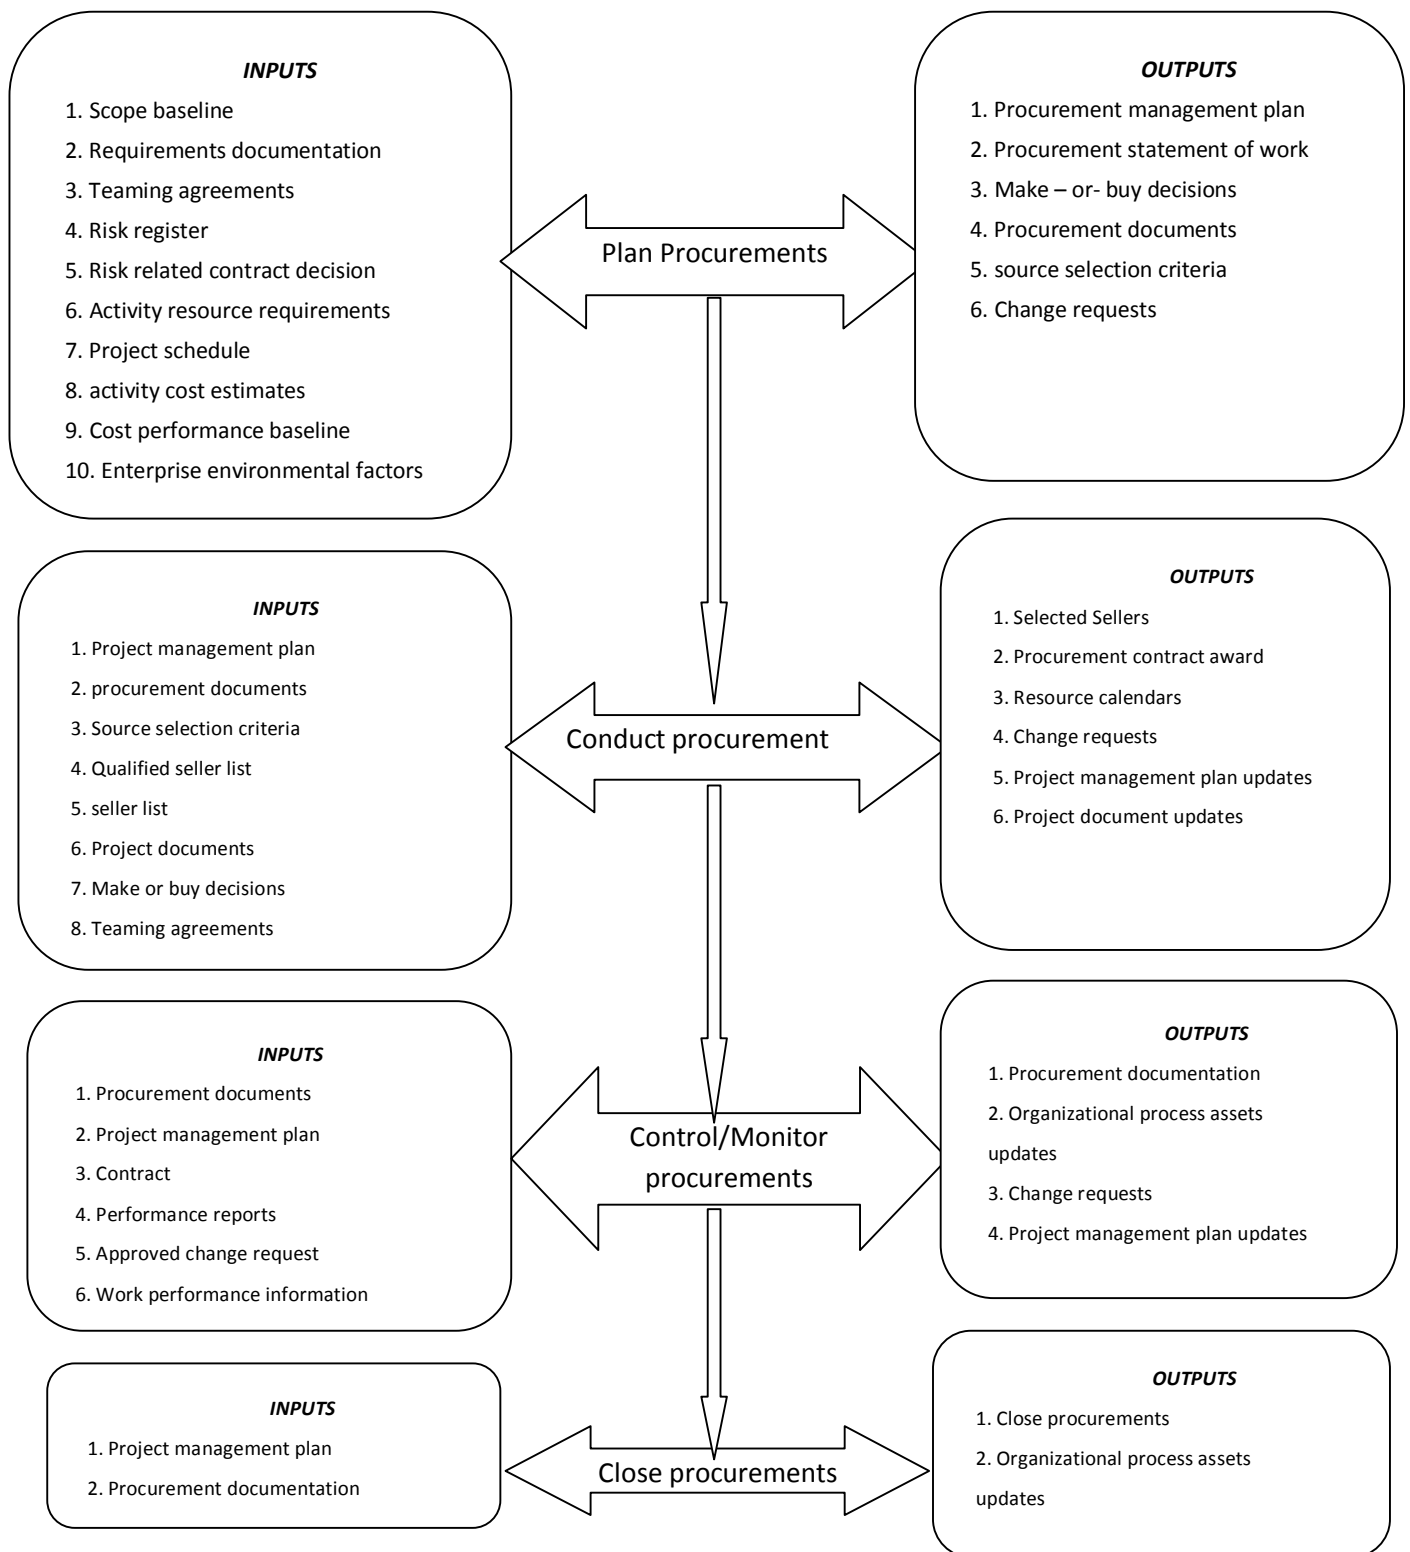 INPUTS
1. Scope baseline
2. Requirements documentation
3. Teaming agreements
4. Risk register
5. Risk related contract decision
6. Activity resource requirements
7. Project schedule
8. activity cost estimates
9. Cost performance baseline
10. Enterprise environmental factors
Plan Procurements
OUTPUTS
1. Procurement management plan
2. Procurement statement of work
3. Make – or- buy decisions
4. Procurement documents
5. source selection criteria
6. Change requests
INPUTS
1. Project management plan
2. procurement documents
3. Source selection criteria
4. Qualified seller list
5. seller list
6. Project documents
7. Make or buy decisions
8. Teaming agreements
Conduct procurement
OUTPUTS
1. Selected Sellers
2. Procurement contract award
3. Resource calendars
4. Change requests
5. Project management plan updates
6. Project document updates
INPUTS
1. Procurement documents
2. Project management plan
3. Contract
4. Performance reports
5. Approved change request
6. Work performance information
Control/Monitor
procurements
OUTPUTS
1. Procurement documentation
2. Organizational process assets
updates
3. Change requests
4. Project management plan updates
INPUTS
1. Project management plan
2. Procurement documentation
Close procurements
OUTPUTS
1. Close procurements
2. Organizational process assets
updates